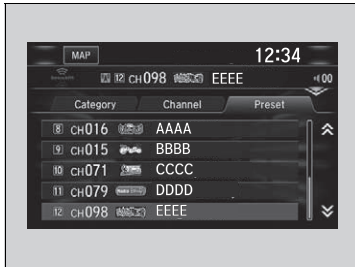 MAP 12:34
12 CH098 EEEE 00
Category Channel Preset
8 CH016 AAAA
9 CH015 BBBB
10 CH071 CCCC
11 CH079 DDDD
12 CH098 EEEE